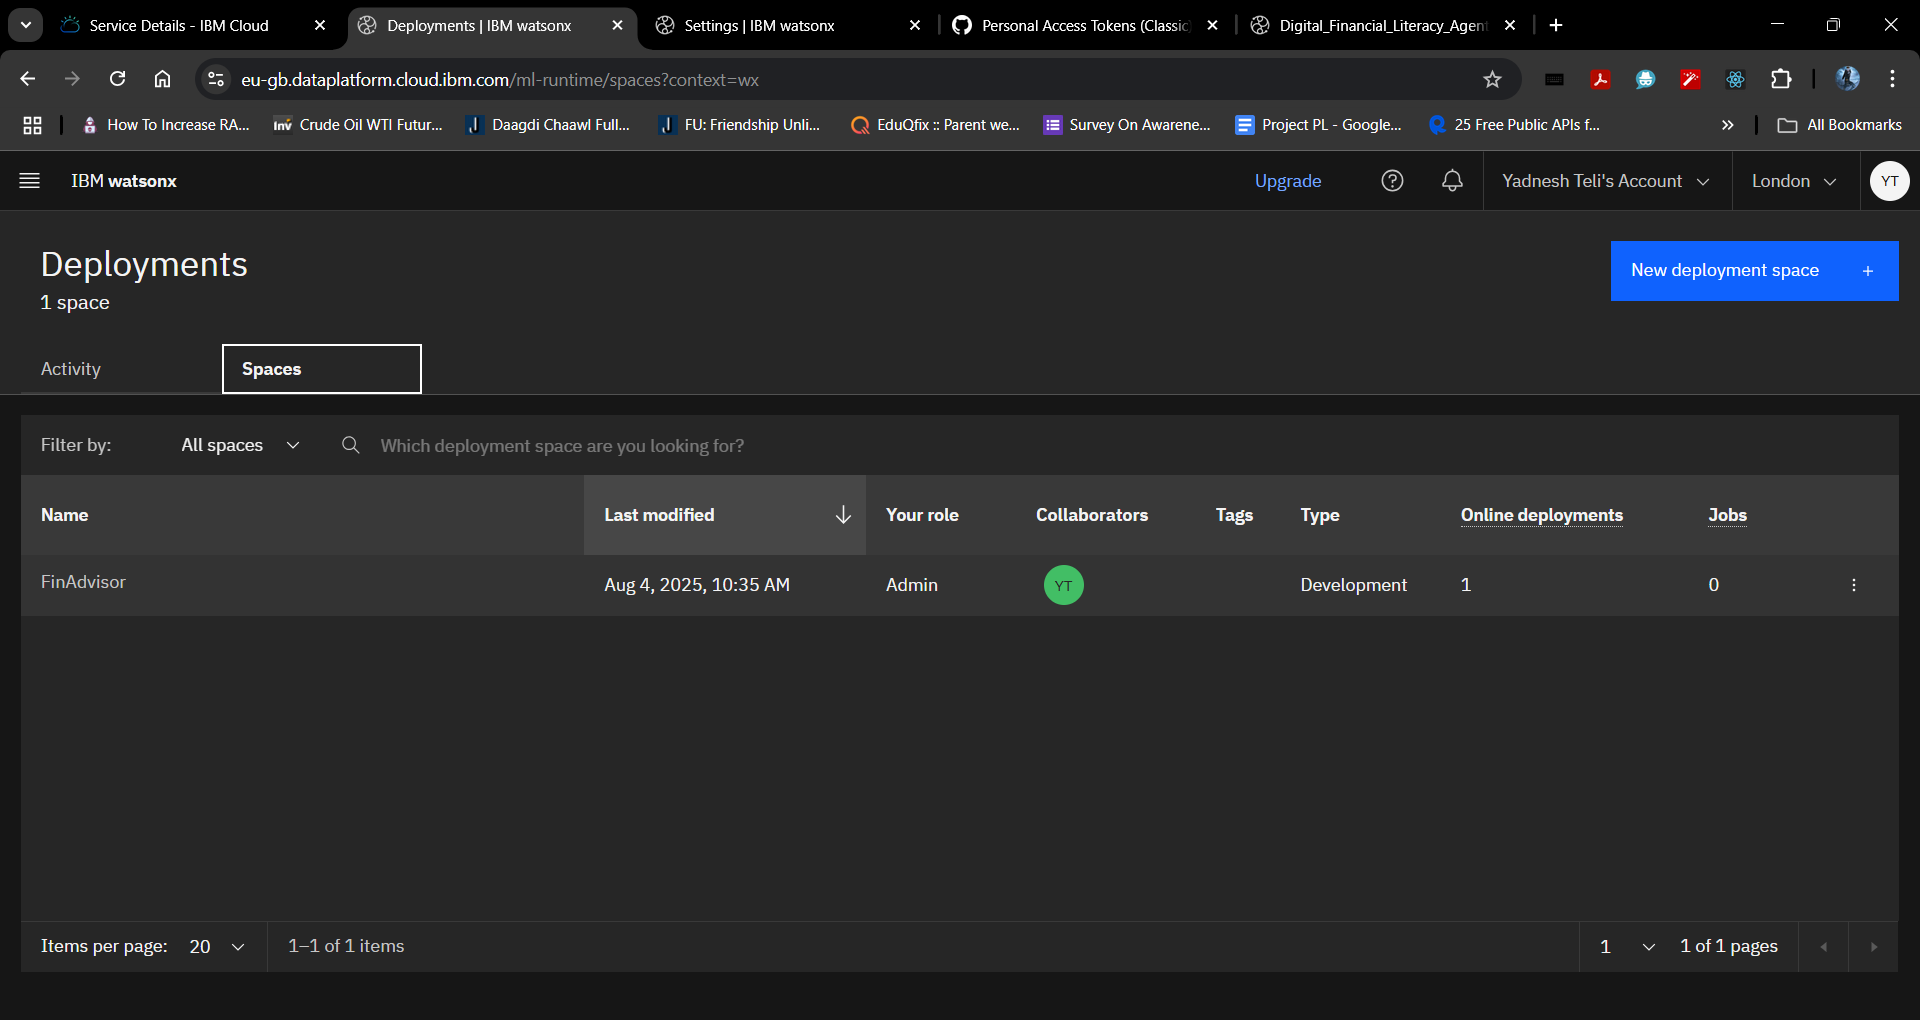 Service Details - IBM Cloud
Deployments | IBM watsonx
Settings | IBM watsonx
Personal Access Tokens (Classic)
Digital_Financial_Literacy_Agent
eu-gb.dataplatform.cloud.ibm.com/ml-runtime/spaces?context=wx
How To Increase RA...
Inv Crude Oil WTI Futur...
Daagdi Chaawl Full...
FU: Friendship Unli...
EduQfix :: Parent we...
Survey On Awarene...
Project PL - Google...
25 Free Public APIs f...
All Bookmarks
IBM watsonx
Upgrade
Yadnesh Teli's Account
London
YT
Deployments
1 space
New deployment space +
Activity
Spaces
Filter by: All spaces
Which deployment space are you looking for?
Name Last modified Your role Collaborators Tags Type Online deployments Jobs
FinAdvisor Aug 4, 2025, 10:35 AM Admin YT Development 1 0
Items per page: 20 1–1 of 1 items 1 1 of 1 pages